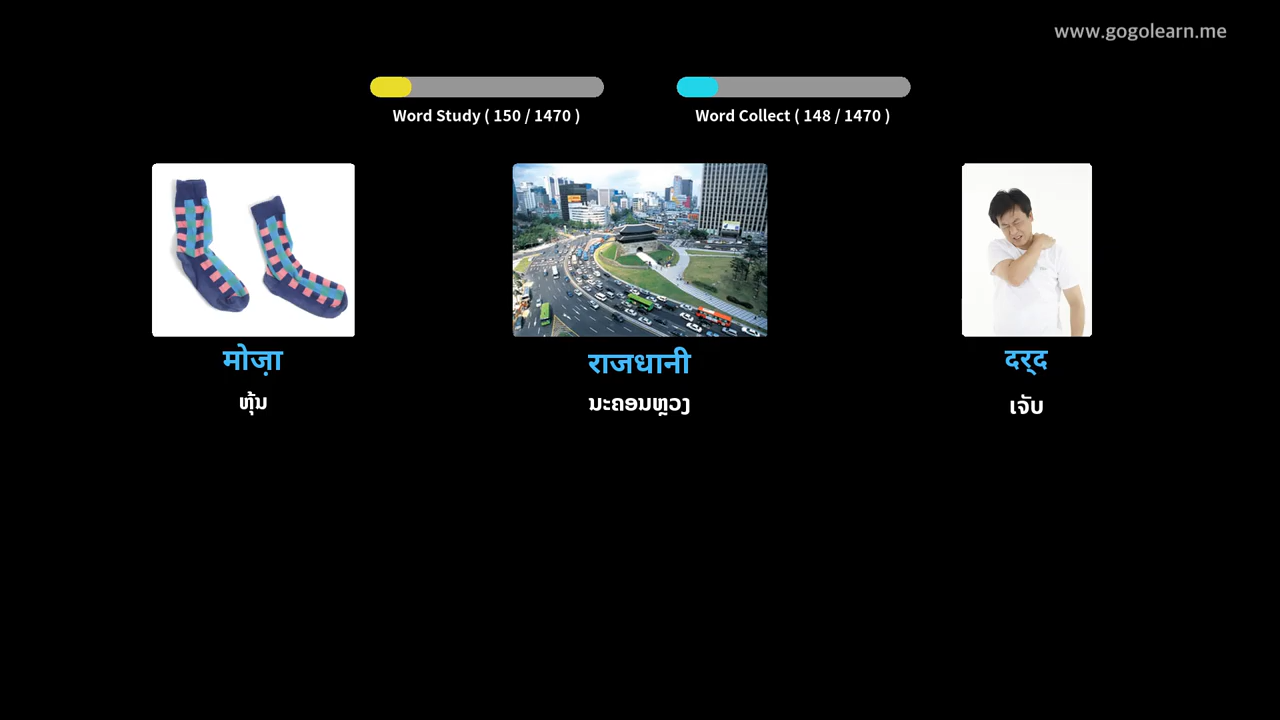 www.gogolearn.me
Word Study ( 150 / 1470 )
Word Collect ( 148 / 1470 )
मोज़ा
राजधानी
दर्द
ຫຸ້ນ
ນະຄອນຫຼວງ
ເຈັບ